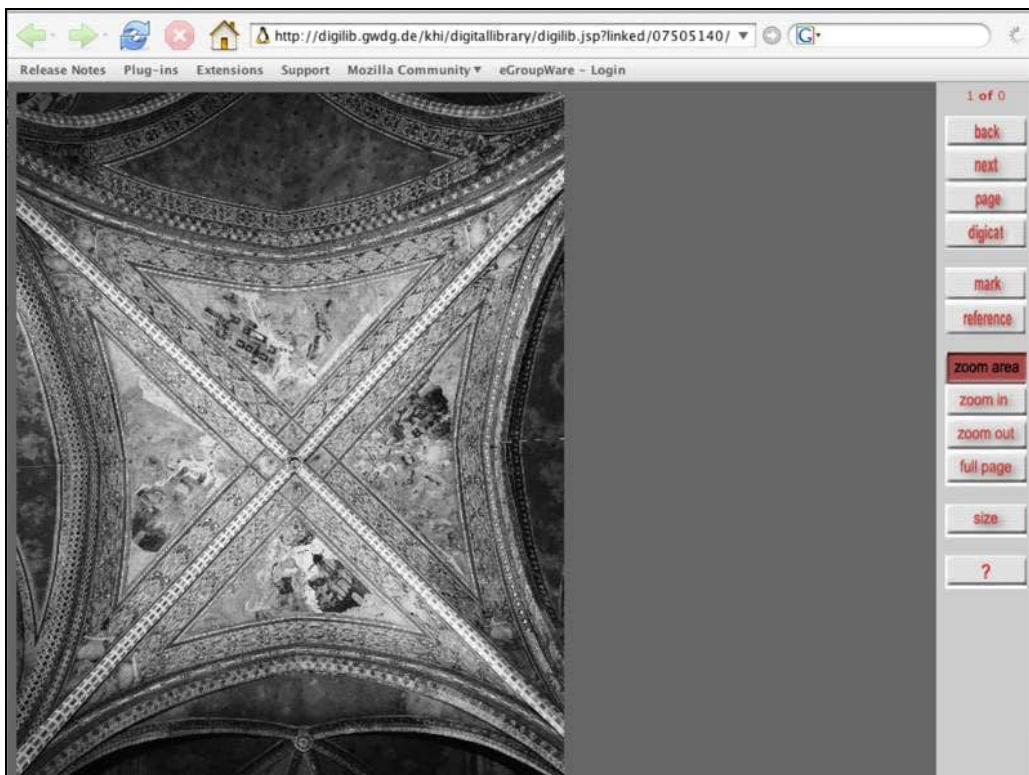 http://digilib.gwdg.de/khi/digitallibrary/digilib.jsp?linked/07505140/
G
Release Notes Plug-ins Extensions Support Mozilla Community eGroupWare - Login
1 of 0
back
next
page
digicat
mark
reference
zoom area
zoom in
zoom out
full page
size
?